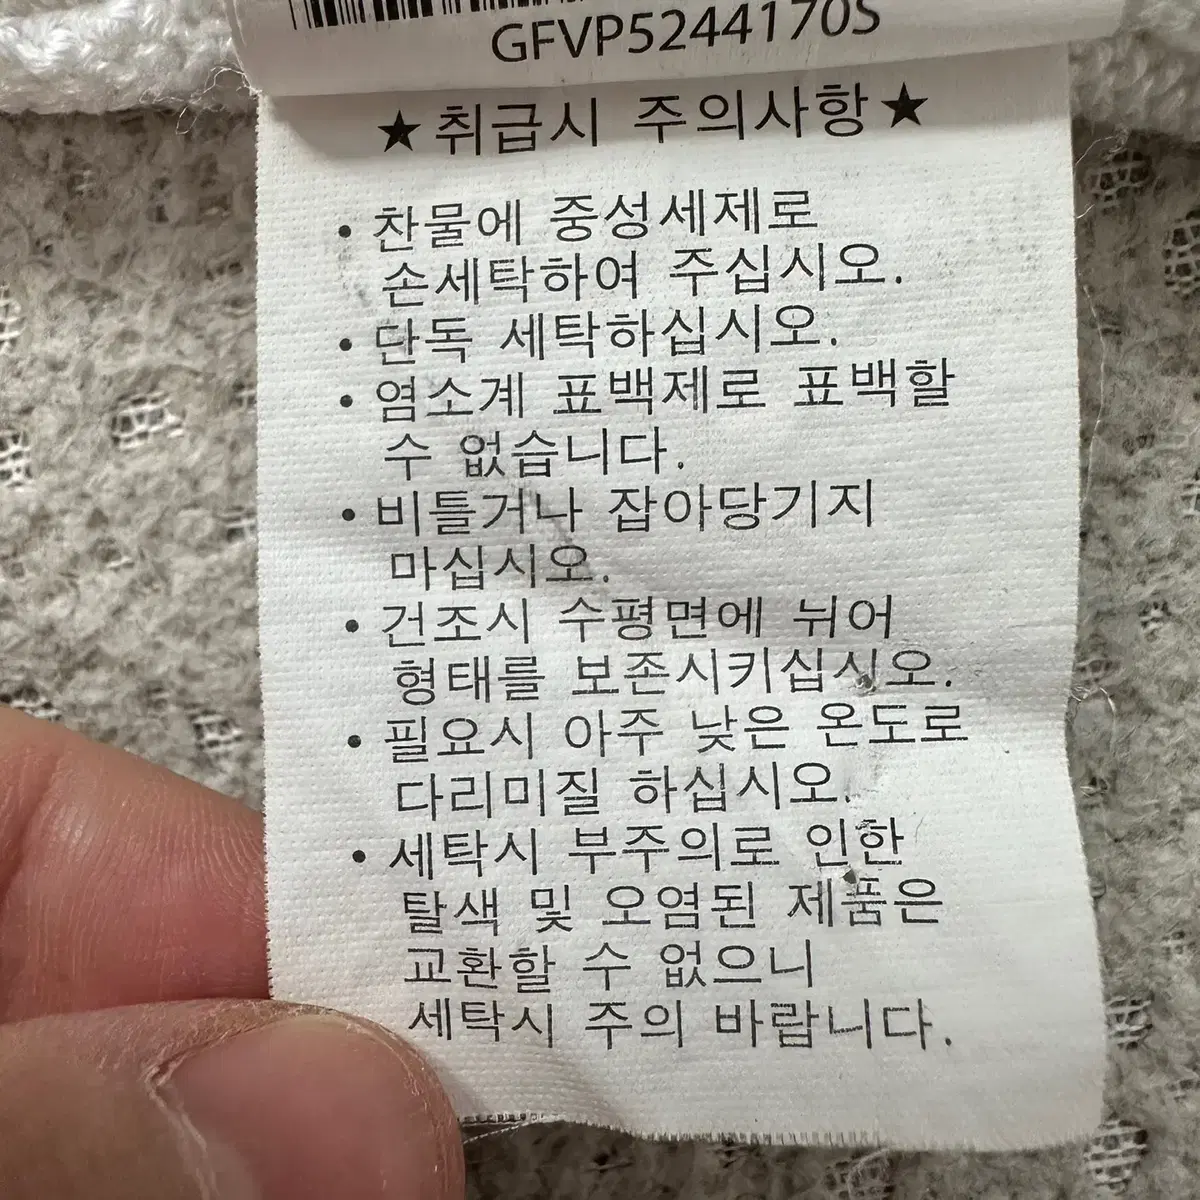 GFVP5244170S
★취급시 주의사항★
• 찬물에 중성세제로
손세탁하여 주십시오.
• 단독 세탁하십시오.
• 염소계 표백제로 표백할
수 없습니다.
• 비틀거나 잡아당기지
마십시오.
• 건조시 수평면에 뉘어
형태를 보존시키십시오.
• 필요시 아주 낮은 온도로
다리미질 하십시오.
• 세탁시 부주의로 인한
탈색 및 오염된 제품은
교환할 수 없으니
세탁시 주의 바랍니다.